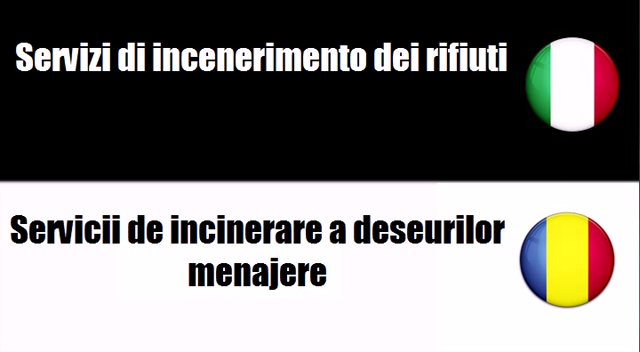 Servizi di incenerimento dei rifiuti
Servicii de incinerare a deseurilor
menajere